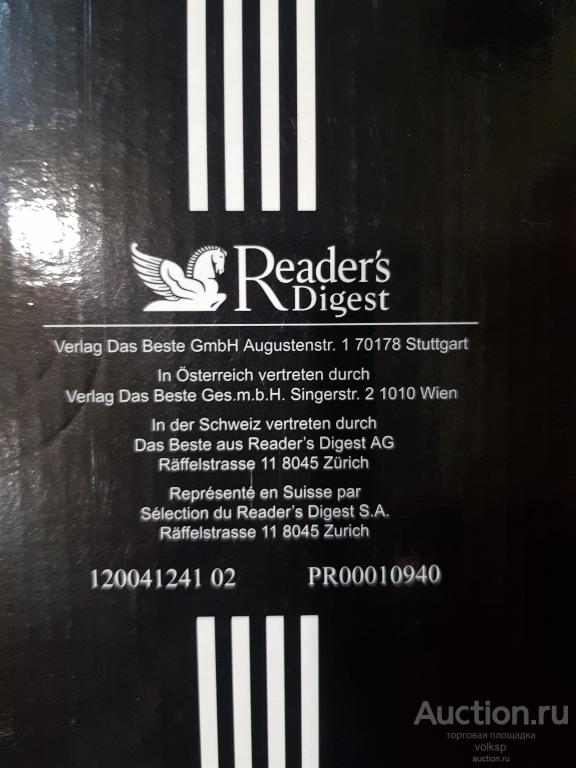 Reader's
Digest
Verlag Das Beste GmbH Augustenstr. 1 70178 Stuttgart
In Österreich vertreten durch
Verlag Das Beste Ges.m.b.H. Singerstr. 2 1010 Wien
In der Schweiz vertreten durch
Das Beste aus Reader's Digest AG
Räffelstrasse 11 8045 Zürich
Représenté en Suisse par
Sélection du Reader's Digest S.A.
Räffelstrasse 11 8045 Zurich
120041241 02 PR00010940
Auction.ru
торговая площадка
volksp
auction.ru